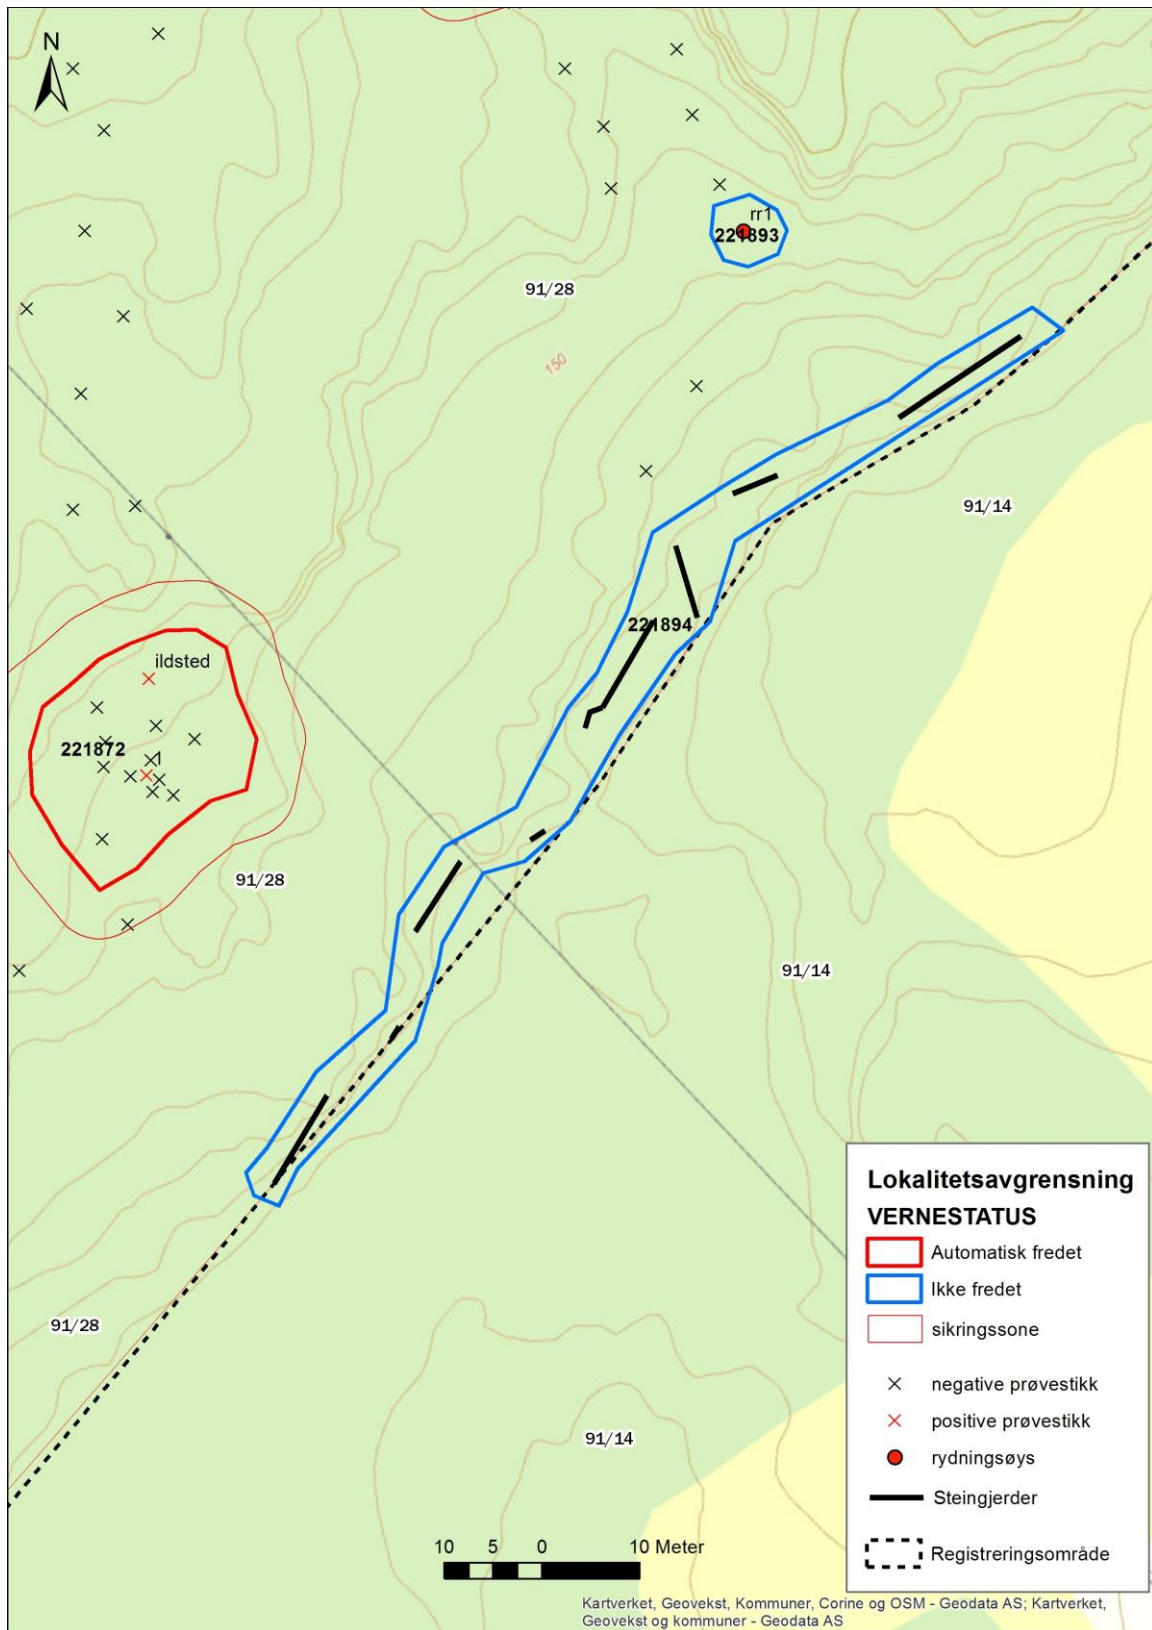 N
rr1
221893
91/28
150
91/14
221894
ildsted
221872
1
91/28
91/14
91/28
91/14
Lokalitetsavgrensning
VERNESTATUS
Automatisk fredet
Ikke fredet
sikringssone
negative prøvestikk
positive prøvestikk
rydningsøys
Steingjerder
Registreringsområde
10 5 0 10 Meter
Kartverket, Geovekst, Kommuner, Corine og OSM - Geodata AS; Kartverket,
Geovekst og kommuner - Geodata AS